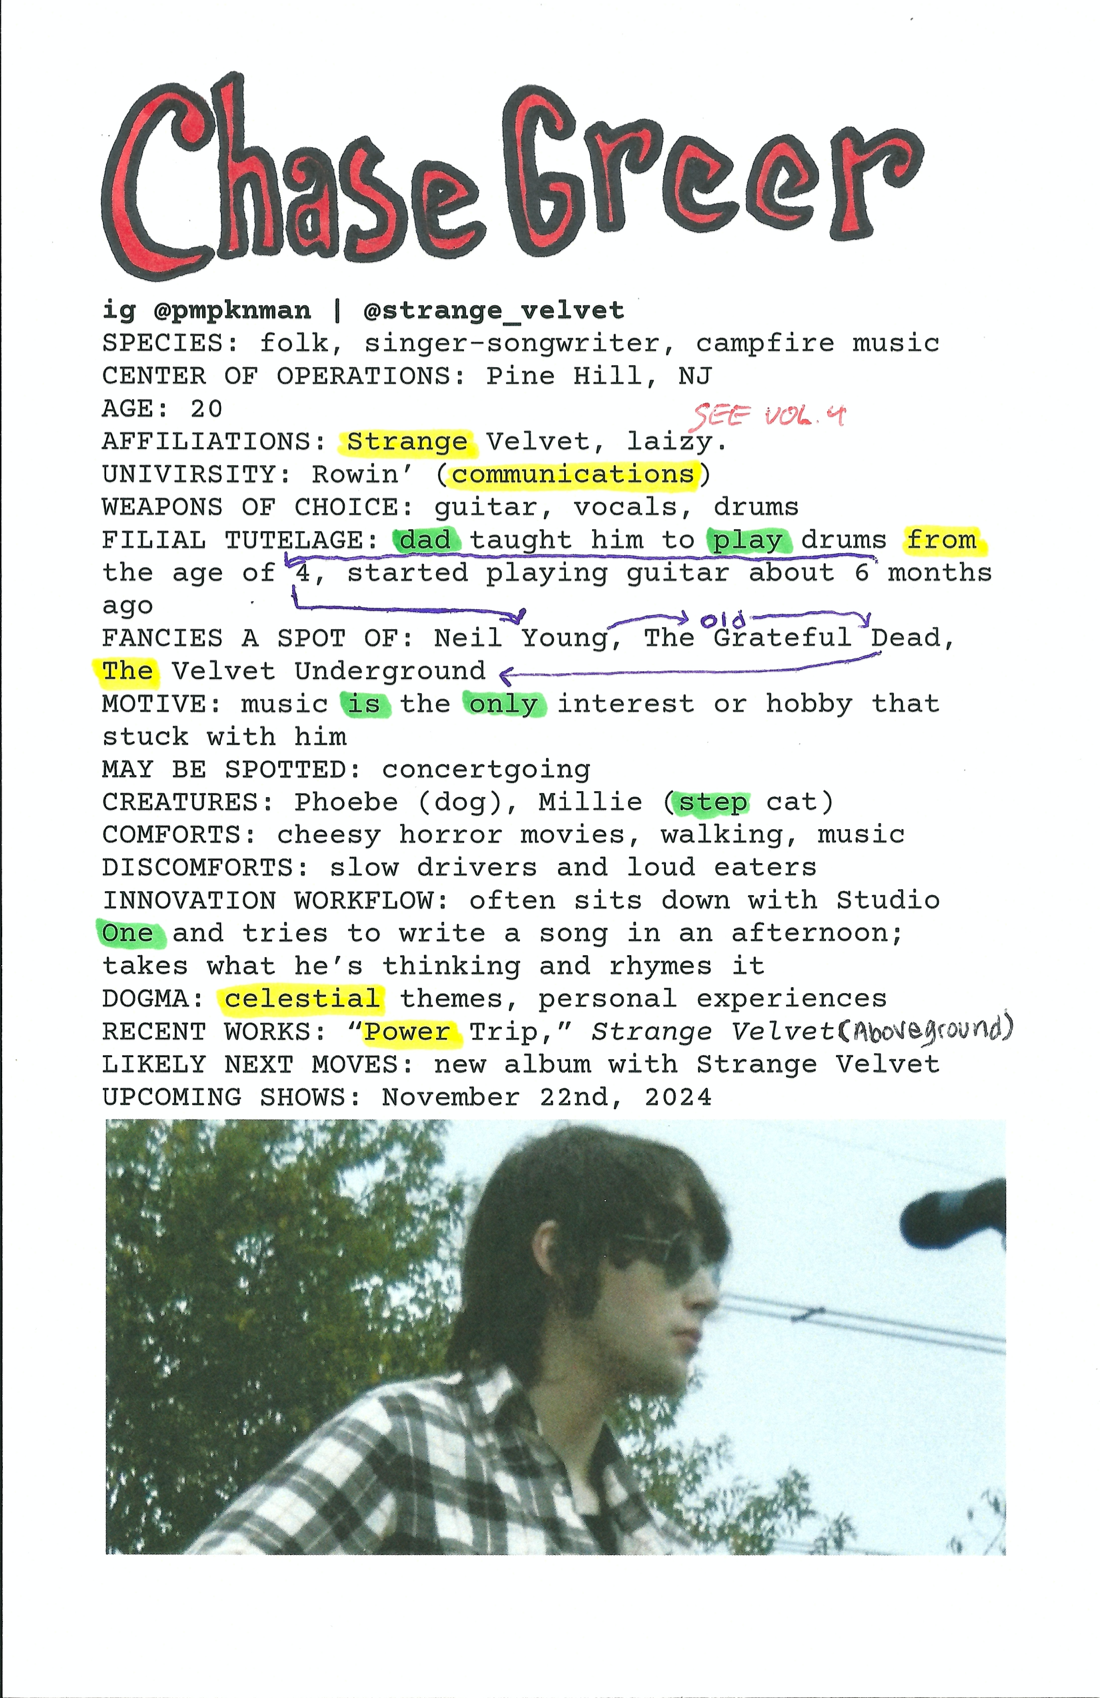 Chase Greer
ig @pmpknman | @strange_velvet
SPECIES: folk, singer-songwriter, campfire music
CENTER OF OPERATIONS: Pine Hill, NJ
AGE: 20
SEE VOL. 4
AFFILIATIONS: Strange Velvet, laizy.
UNIVIRSITY: Rowin’ (communications)
WEAPONS OF CHOICE: guitar, vocals, drums
FILIAL TUTELAGE: dad taught him to play drums from
the age of 4, started playing guitar about 6 months
ago
old
FANCIES A SPOT OF: Neil Young, The Grateful Dead,
The Velvet Underground
MOTIVE: music is the only interest or hobby that
stuck with him
MAY BE SPOTTED: concertgoing
CREATURES: Phoebe (dog), Millie (step cat)
COMFORTS: cheesy horror movies, walking, music
DISCOMFORTS: slow drivers and loud eaters
INNOVATION WORKFLOW: often sits down with Studio
One and tries to write a song in an afternoon;
takes what he’s thinking and rhymes it
DOGMA: celestial themes, personal experiences
RECENT WORKS: “Power Trip,” Strange Velvet (Aboveground)
LIKELY NEXT MOVES: new album with Strange Velvet
UPCOMING SHOWS: November 22nd, 2024